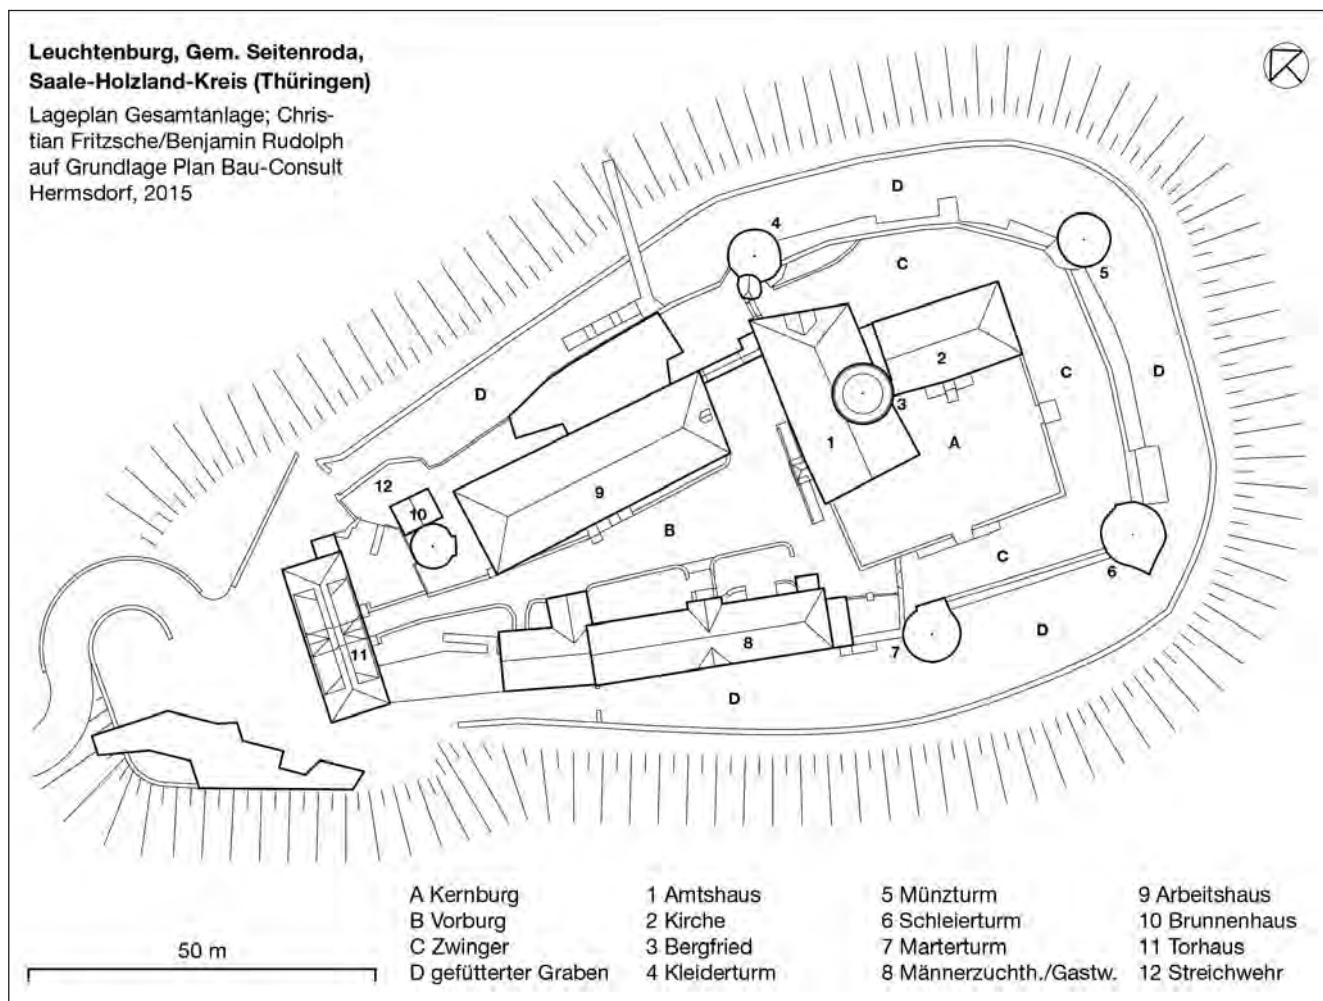 Leuchtenburg, Gem. Seitenroda,
Saale-Holzland-Kreis (Thüringen)
Lageplan Gesamtanlage; Chris-
tian Fritzsche/Benjamin Rudolph
auf Grundlage Plan Bau-Consult
Hermsdorf, 2015
D
4
C
5
D
2
C
D
3
1
A
12
10
9
B
C
6
11
8
7
D
D
50 m
A Kernburg
B Vorburg
C Zwinger
D gefütterter Graben
1 Amtshaus
2 Kirche
3 Bergfried
4 Kleiderturm
5 Münzturm
6 Schleierturm
7 Marterturm
8 Männerzuchth./Gastw.
9 Arbeitshaus
10 Brunnenhaus
11 Torhaus
12 Streichwehr